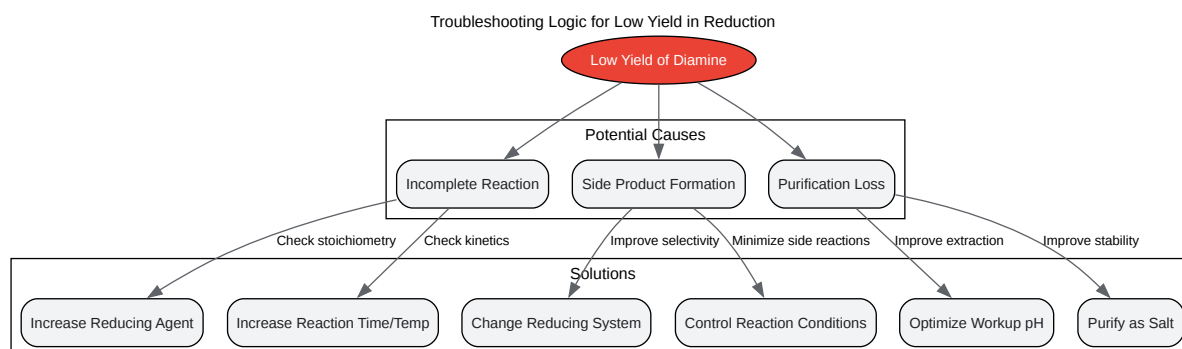 Troubleshooting Logic for Low Yield in Reduction
Low Yield of Diamine
Potential Causes
Incomplete Reaction
Side Product Formation
Purification Loss
Check stoichiometry
Check kinetics
Improve selectivity
Minimize side reactions
Improve extraction
Improve stability
Solutions
Increase Reducing Agent
Increase Reaction Time/Temp
Change Reducing System
Control Reaction Conditions
Optimize Workup pH
Purify as Salt